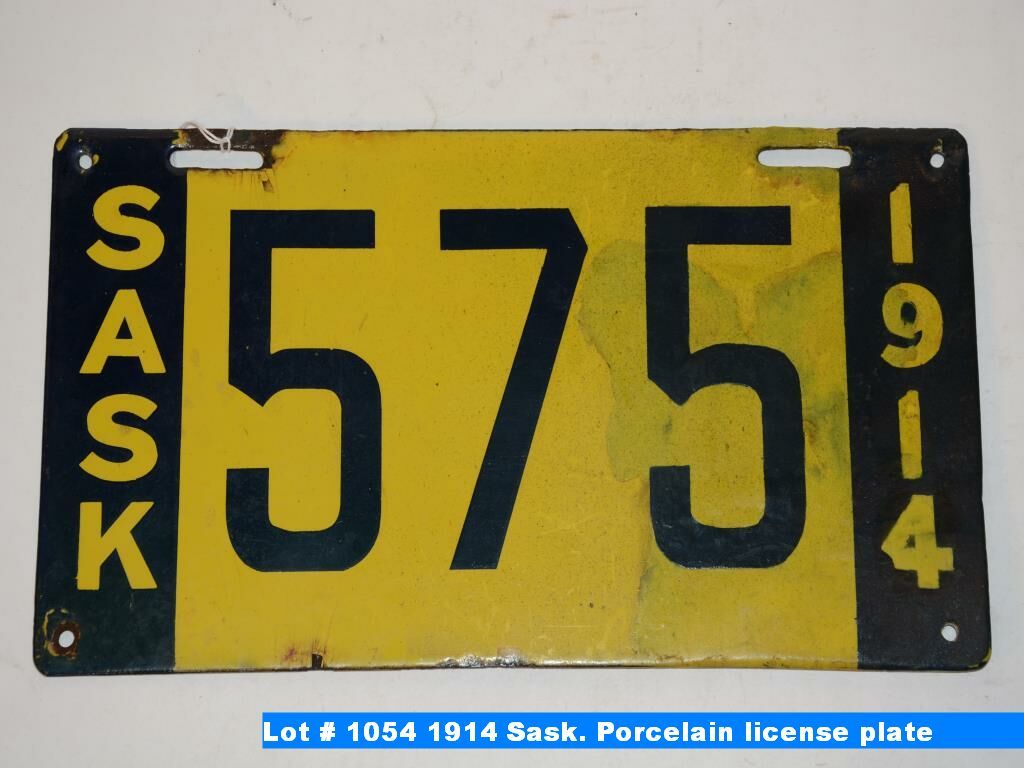 SASK
575
1914
Lot # 1054 1914 Sask. Porcelain license plate